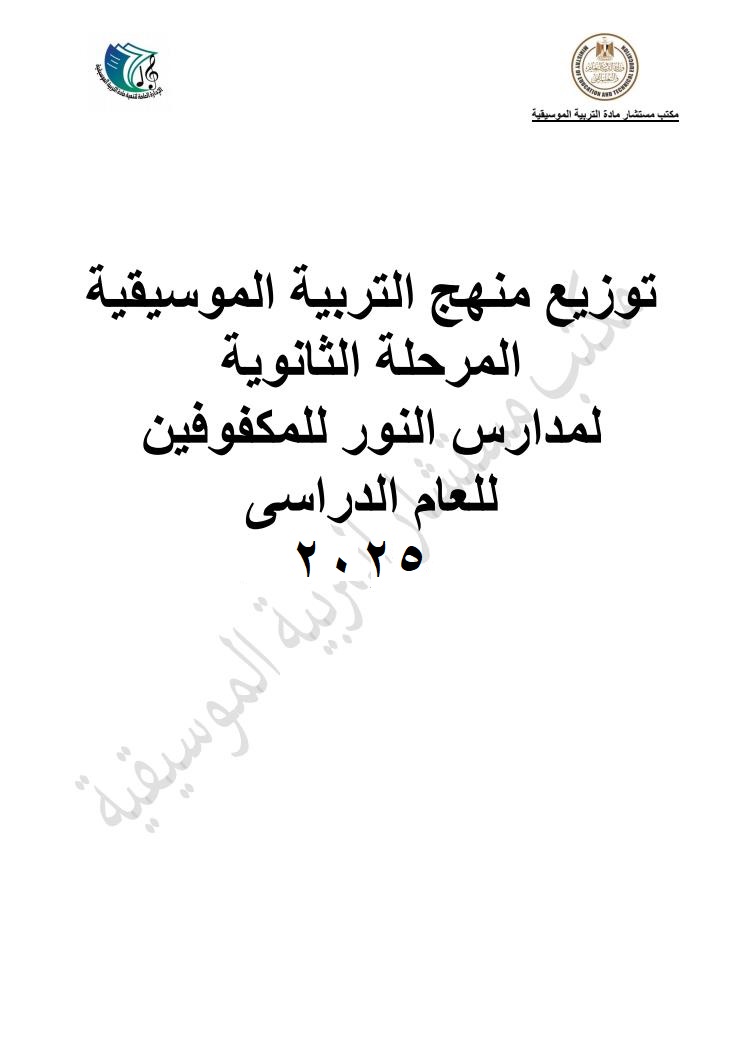 MINISTRY OF EDUCATION AND TECHNICAL EDUCATION
الإدارة العامة لتنمية مادة التربية الموسيقية
مكتب مستشار مادة التربية الموسيقية
توزيع منهج التربية الموسيقية
المرحلة الثانوية
لمدارس النور للمكفوفين
للعام الدراسى
٢٠٢٥
مكتب مستشار التربية الموسيقية